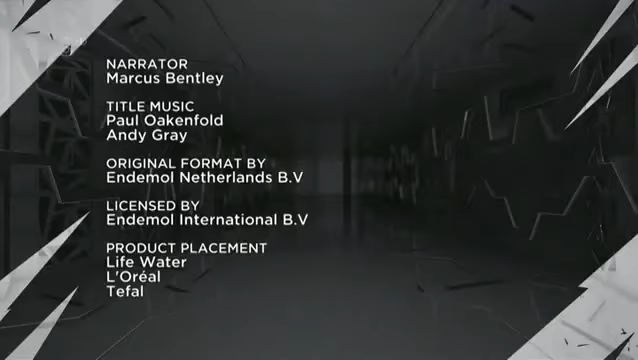 NARRATOR
Marcus Bentley
TITLE MUSIC
Paul Oakenfold
Andy Gray
ORIGINAL FORMAT BY
Endemol Netherlands B.V
LICENSED BY
Endemol International B.V
PRODUCT PLACEMENT
Life Water
L'Oréal
Tefal